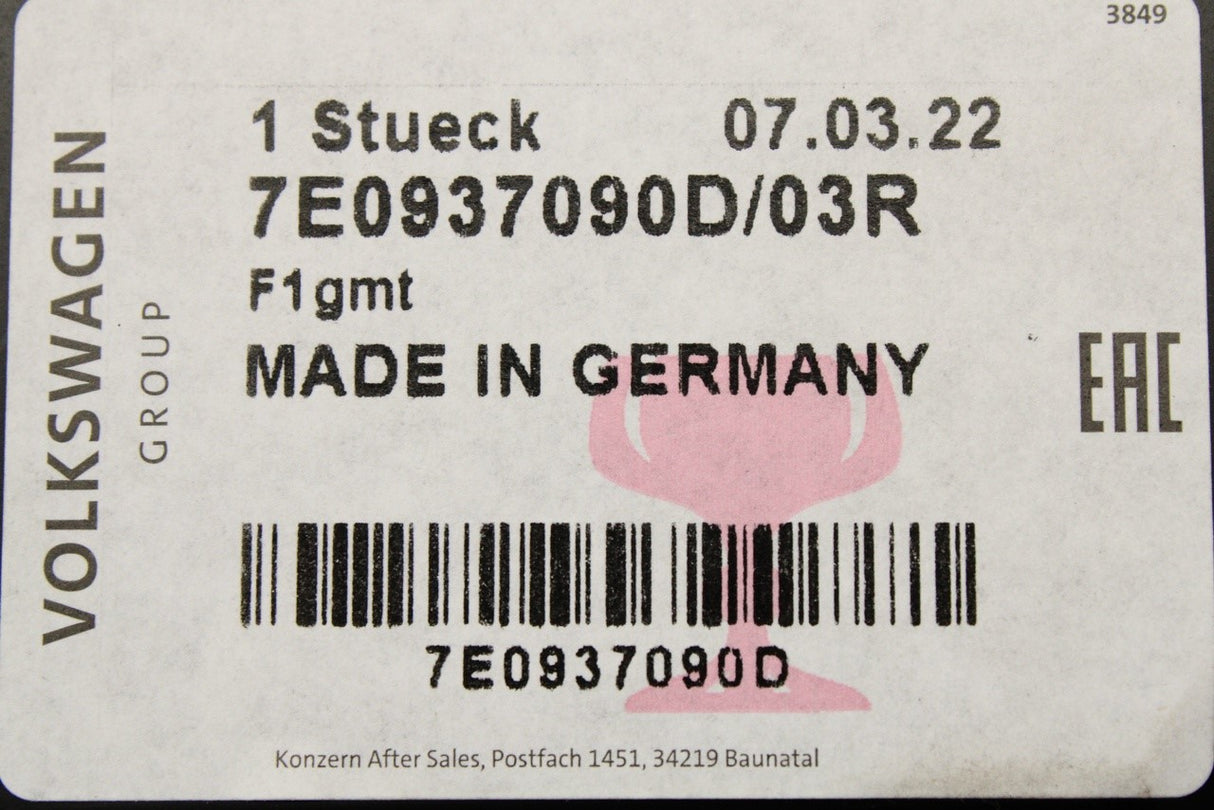 3849
1 Stueck 07.03.22
7E0937090D/03R
F1gmt
MADE IN GERMANY
VOLKSWAGEN
GROUP
EAC
7E0937090D
Konzern After Sales, Postfach 1451, 34219 Baunatal